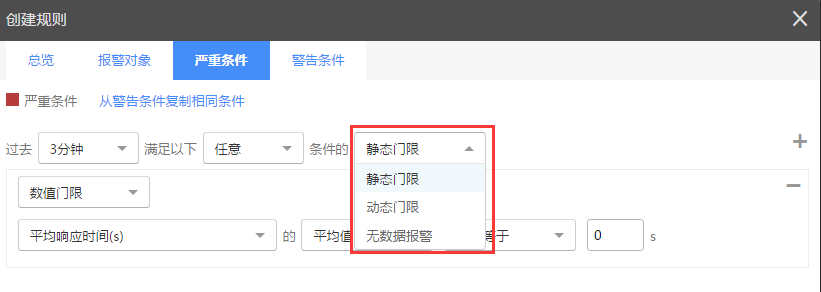 创建规则
总览 报警对象 严重条件 警告条件
严重条件 从警告条件复制相同条件
过去 3分钟 满足以下 任意 条件的 静态门限
静态门限
数值门限
动态门限
平均响应时间(s) 的 平均值 等于 0 s
无数据报警